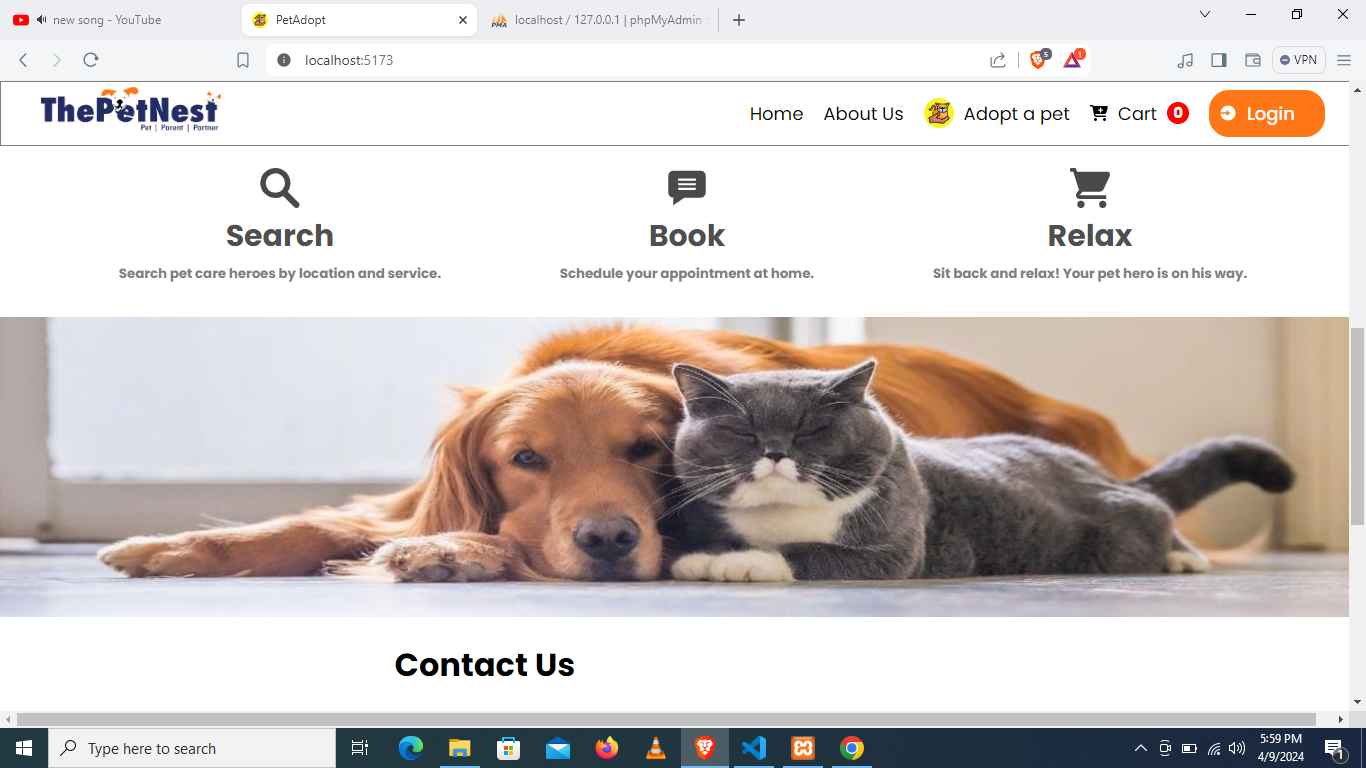 new song - YouTube
PetAdopt
localhost / 127.0.0.1 | phpMyAdmin
localhost:5173
5
1
VPN
ThePetNest
Pet | Parent | Partner
Home
About Us
Adopt a pet
Cart
0
Login
Search
Book
Relax
Search pet care heroes by location and service.
Schedule your appointment at home.
Sit back and relax! Your pet hero is on his way.
Contact Us
Type here to search
5:59 PM
4/9/2024
1